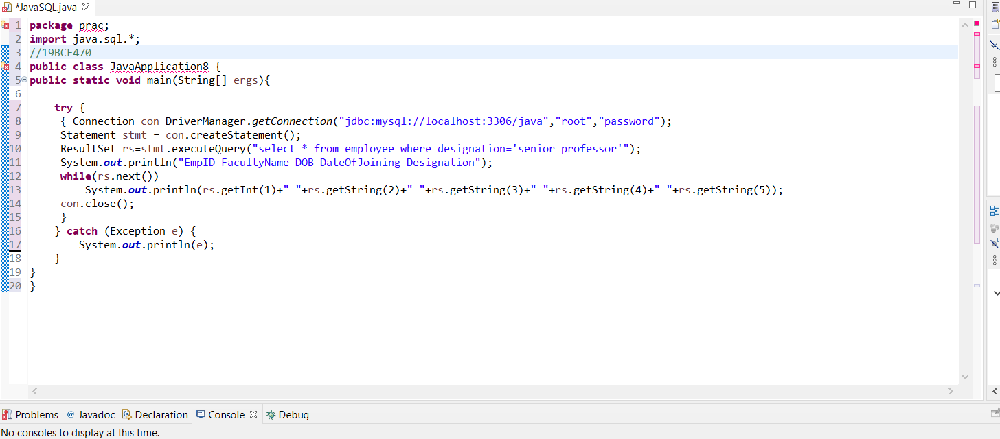 *JavaSQL.java
1 package prac;
2 import java.sql.*;
3 //19BCE470
4 public class JavaApplication8 {
5 public static void main(String[] ergs){
6
7     try {
8      { Connection con=DriverManager.getConnection("jdbc:mysql://localhost:3306/java","root","password");
9      Statement stmt = con.createStatement();
10      ResultSet rs=stmt.executeQuery("select * from employee where designation='senior professor'");
11      System.out.println("EmpID FacultyName DOB DateOfJoining Designation");
12      while(rs.next())
13          System.out.println(rs.getInt(1)+" "+rs.getString(2)+" "+rs.getString(3)+" "+rs.getString(4)+" "+rs.getString(5));
14      con.close();
15      }
16     } catch (Exception e) {
17         System.out.println(e);
18     }
19 }
20 }
Problems @ Javadoc Declaration Console Debug
No consoles to display at this time.